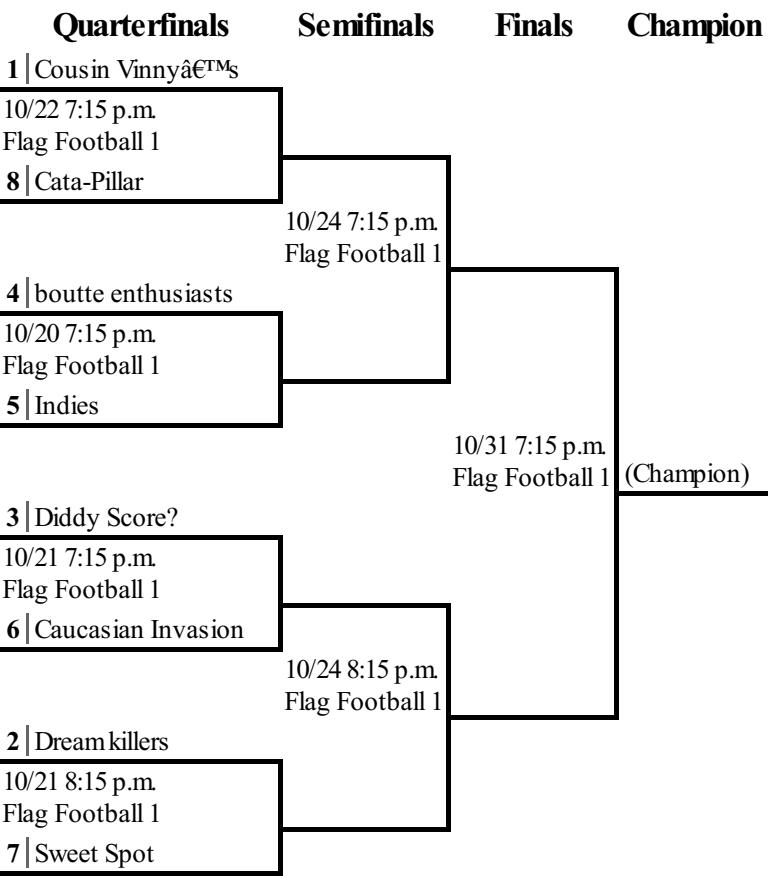 Quarterfinals Semifinals Finals Champion
1 Cousin Vinnyâ€™s
10/22 7:15 p.m.
Flag Football 1
8 Cata-Pillar
10/24 7:15 p.m.
Flag Football 1
4 boutte enthusiasts
10/20 7:15 p.m.
Flag Football 1
5 Indies
10/31 7:15 p.m.
Flag Football 1
(Champion)
3 Diddy Score?
10/21 7:15 p.m.
Flag Football 1
6 Caucasian Invasion
10/24 8:15 p.m.
Flag Football 1
2 Dreamkillers
10/21 8:15 p.m.
Flag Football 1
7 Sweet Spot